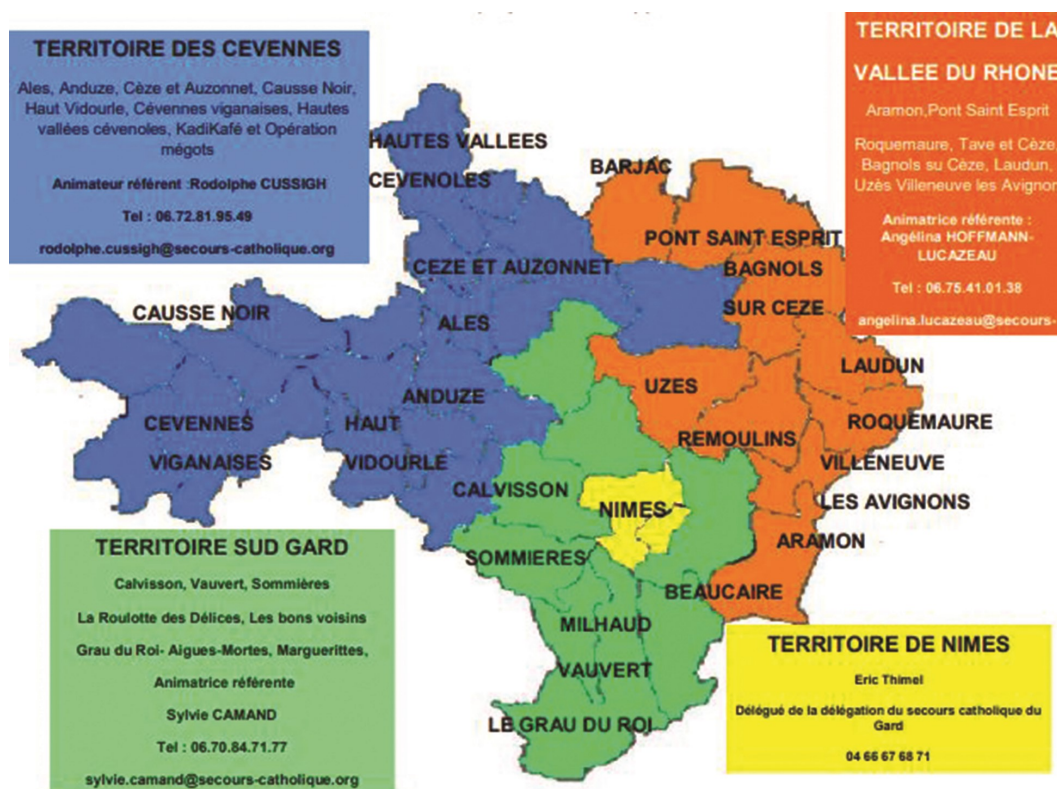 TERRITOIRE DES CEVENNES
Ales, Anduze, Cèze et Auzonnet, Causse Noir,
Haut Vidourle, Cévennes viganaises, Hautes
vallées cévenoles, KadiKafé et Opération
mégots
Animateur référent :Rodolphe CUSSIGH
Tel : 06.72.81.95.49
rodolphe.cussigh@secours-catholique.org
TERRITOIRE DE LA
VALLEE DU RHONE
Aramon,Pont Saint Esprit
Roquemaure, Tave et Cèze,
Bagnols su Cèze, Laudun,
Uzès Villeneuve les Avignon
Animatrice référente :
Angélina HOFFMANN-
LUCAZEAU
Tel : 06.75.41.01.38
angelina.lucazeau@secours-
HAUTES VALLEES
CEVENOLES
BARJAC
PONT SAINT ESPRIT
CEZE ET AUZONNET
BAGNOLS
SUR CEZE
CAUSSE NOIR
ALES
LAUDUN
UZES
ANDUZE
CEVENNES
VIGANAISES
HAUT
VIDOURLE
ROQUEMAURE
REMOULINS
VILLENEUVE
LES AVIGNONS
CALVISSON
NIMES
ARAMON
SOMMIERES
BEAUCAIRE
MILHAUD
VAUVERT
LE GRAU DU ROI
TERRITOIRE SUD GARD
Calvisson, Vauvert, Sommières
La Roulotte des Délices, Les bons voisins
Grau du Roi- Aigues-Mortes, Marguerittes,
Animatrice référente
Sylvie CAMAND
Tel : 06.70.84.71.77
sylvie.camand@secours-catholique.org
TERRITOIRE DE NIMES
Eric Thimel
Délégué de la délégation du secours catholique du
Gard
04 66 67 68 71